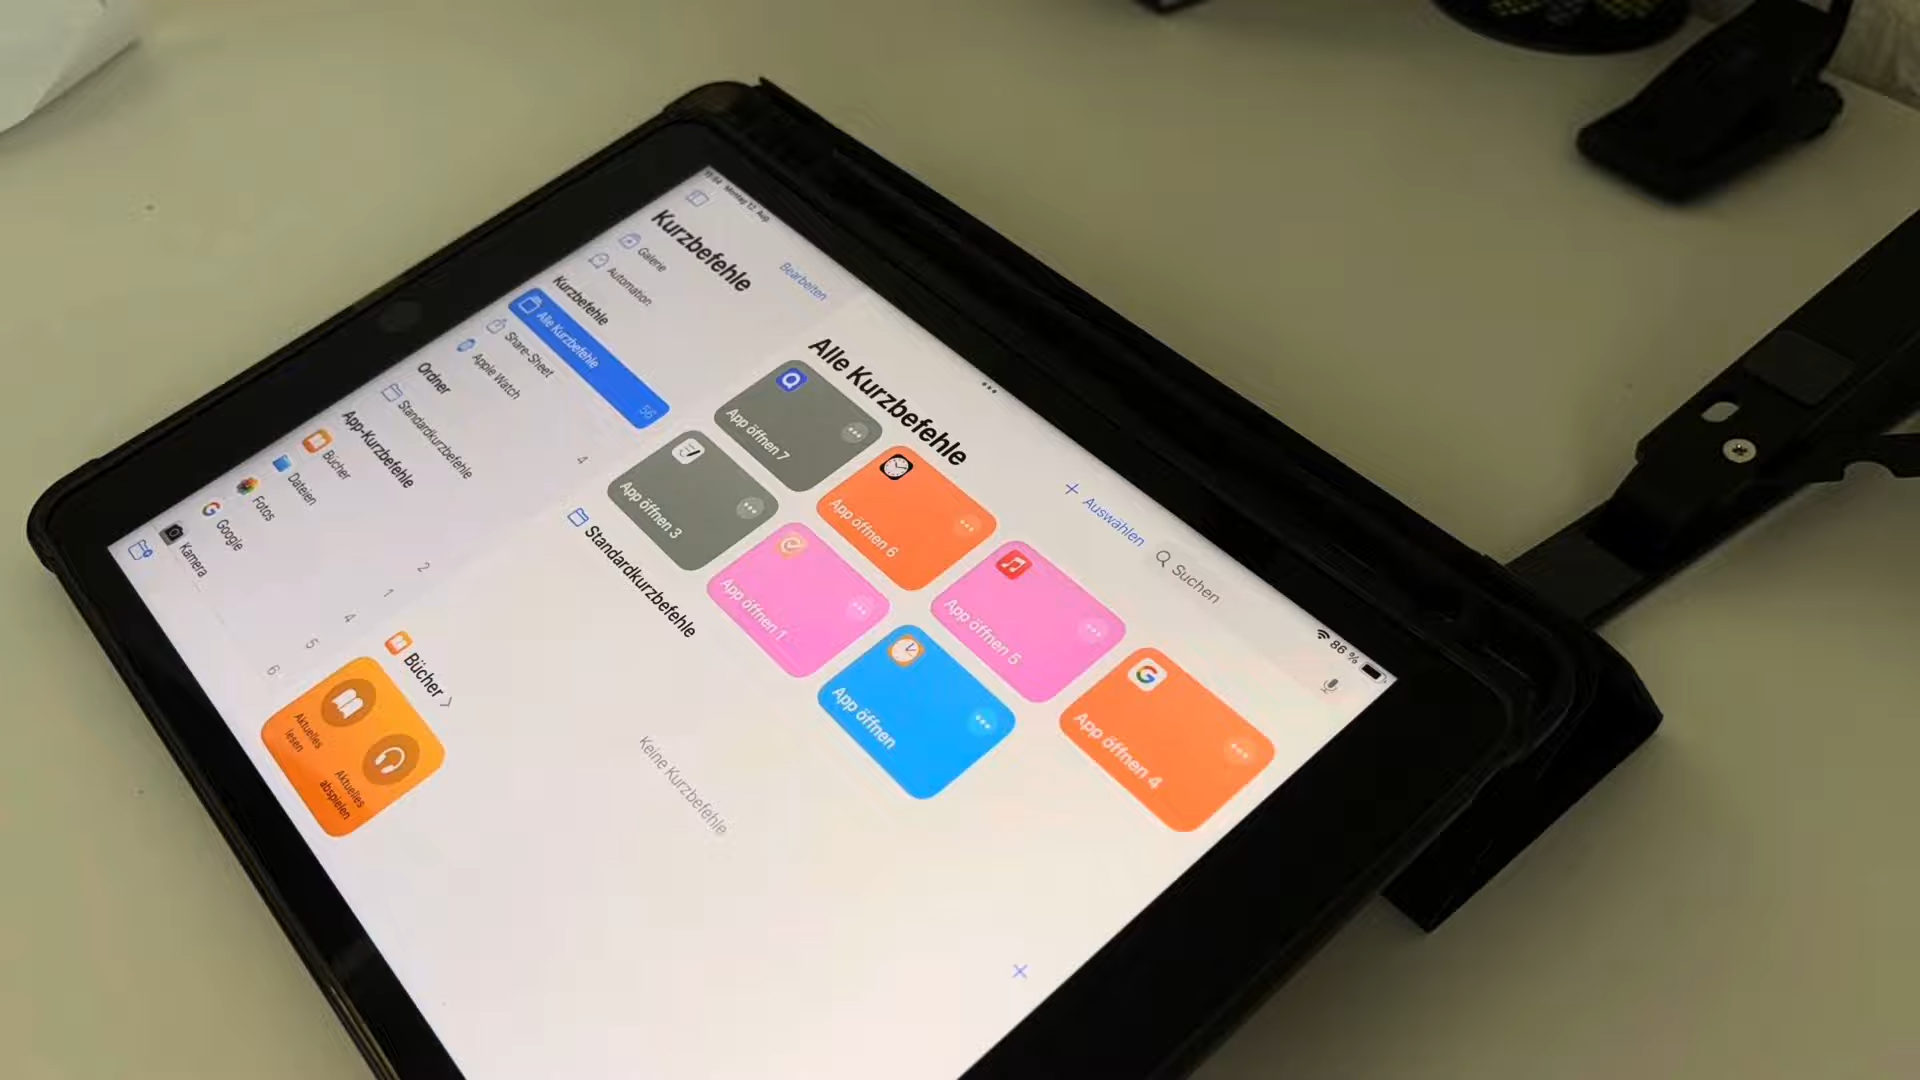 Montag 12. Aug.
86 %
Kurzbefehle
Bearbeiten
Galerie
Automation
Kurzbefehle
Alle Kurzbefehle
56
Share-Sheet
Apple Watch
4
Ordner
Standardkurzbefehle
App-Kurzbefehle
Bücher
2
Dateien
1
Fotos
4
Google
5
Kamera
6
Auswählen
Suchen
Alle Kurzbefehle
App öffnen 7
App öffnen 6
App öffnen 5
App öffnen 4
App öffnen 3
App öffnen 1
App öffnen
Standardkurzbefehle
Keine Kurzbefehle
Bücher
Aktuelles
lesen
Aktuelles
abspielen